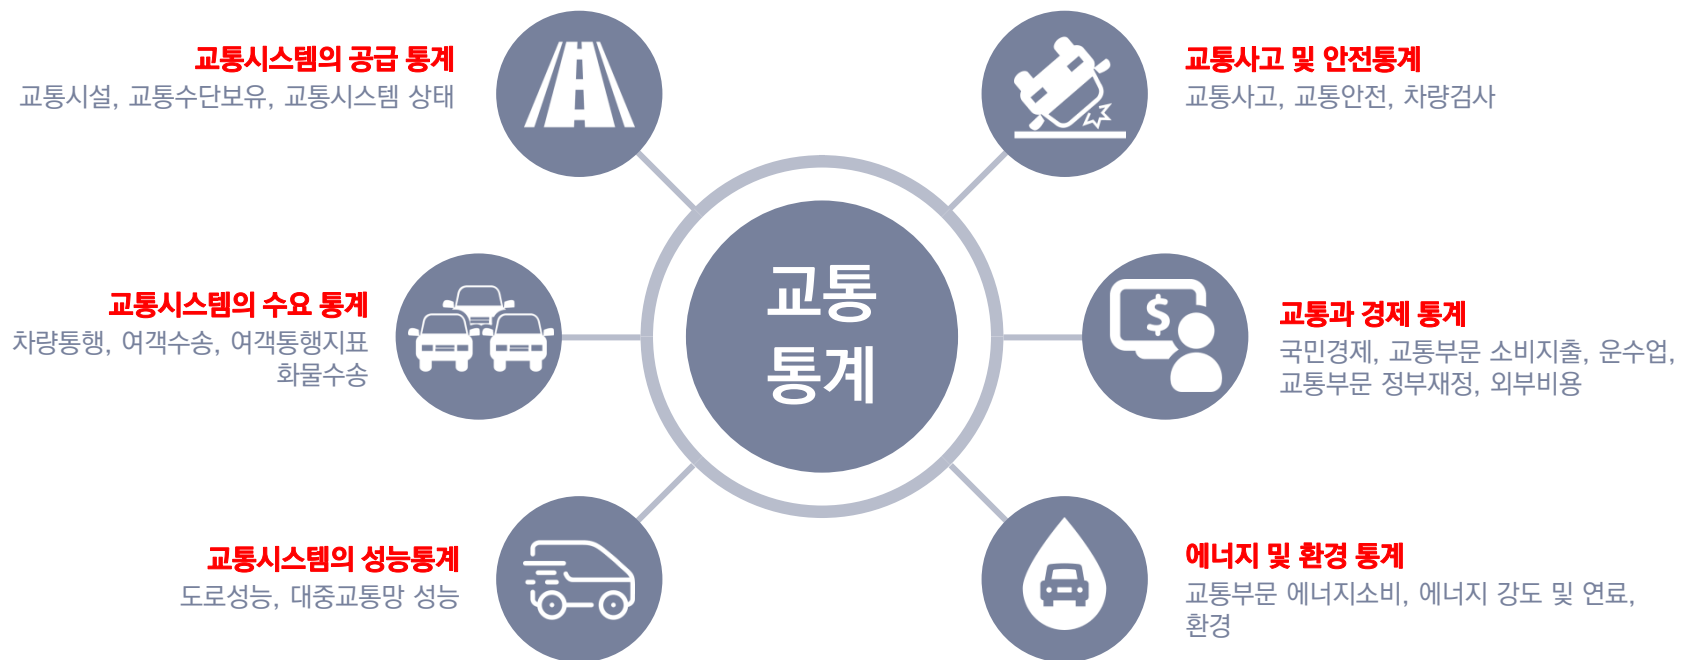 교통시스템의 공급 통계
교통시설, 교통수단보유, 교통시스템 상태
교통사고 및 안전통계
교통사고, 교통안전, 차량검사
교통시스템의 수요 통계
차량통행, 여객수송, 여객통행지표
화물수송
교통
통계
$
교통과 경제 통계
국민경제, 교통부문 소비지출, 운수업,
교통부문 정부재정, 외부비용
교통시스템의 성능통계
도로성능, 대중교통망 성능
에너지 및 환경 통계
교통부문 에너지소비, 에너지 강도 및 연료,
환경